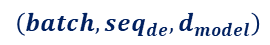 (batch, seq_de, d_model)